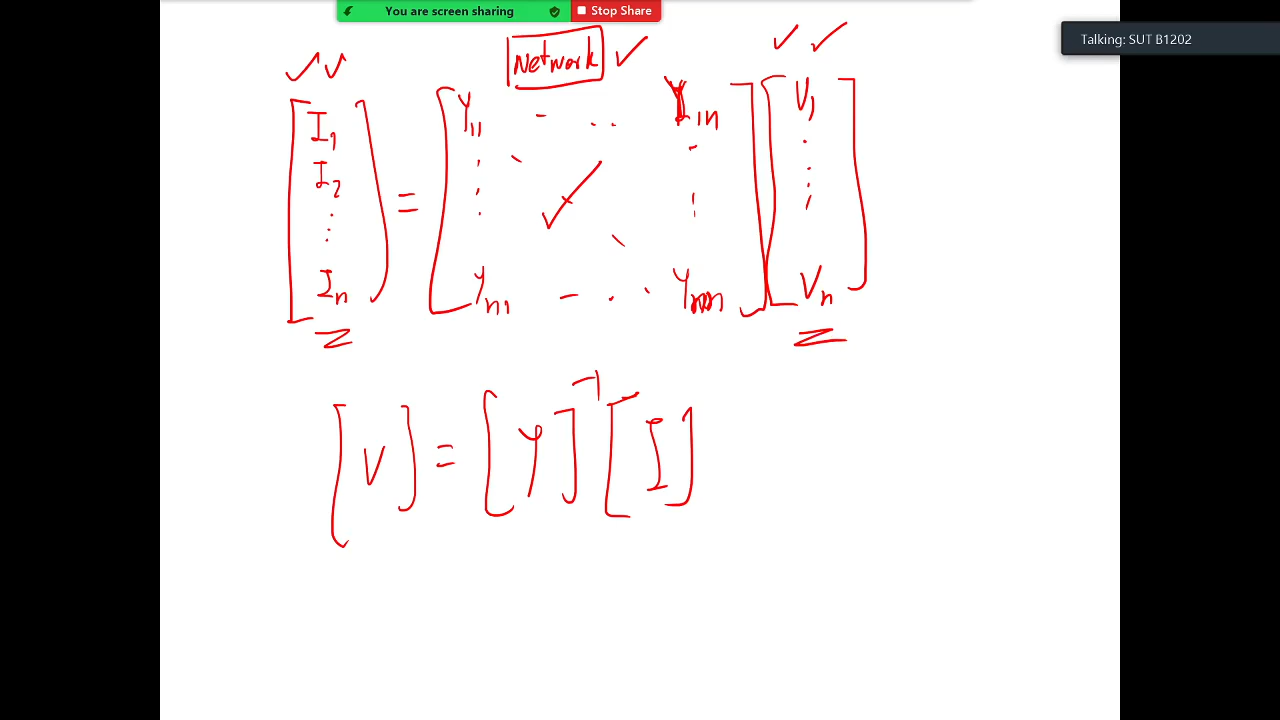 You are screen sharing Stop Share
Talking: SUT B1202
Network
[I1 I2 ⋮ In] = [Y11 - .. Y1n ⋮ Yn1 - .. Ynn] [V1 ⋮ Vn]
[V] = [Y]^-1 [I]